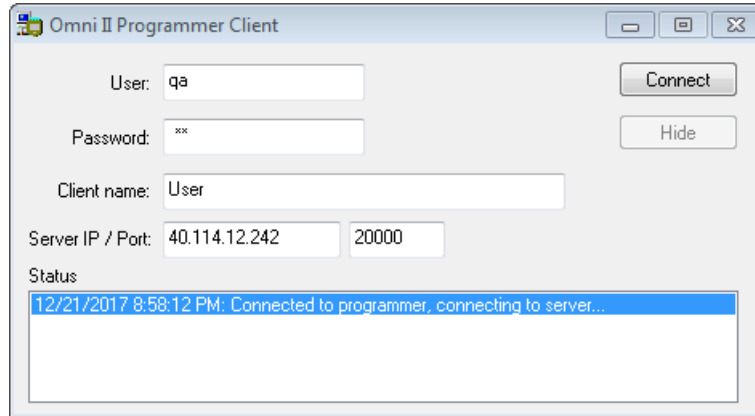 Omni II Programmer Client
User: qa Connect
Password: ** Hide
Client name: User
Server IP / Port: 40.114.12.242 20000
Status
12/21/2017 8:58:12 PM: Connected to programmer, connecting to server...